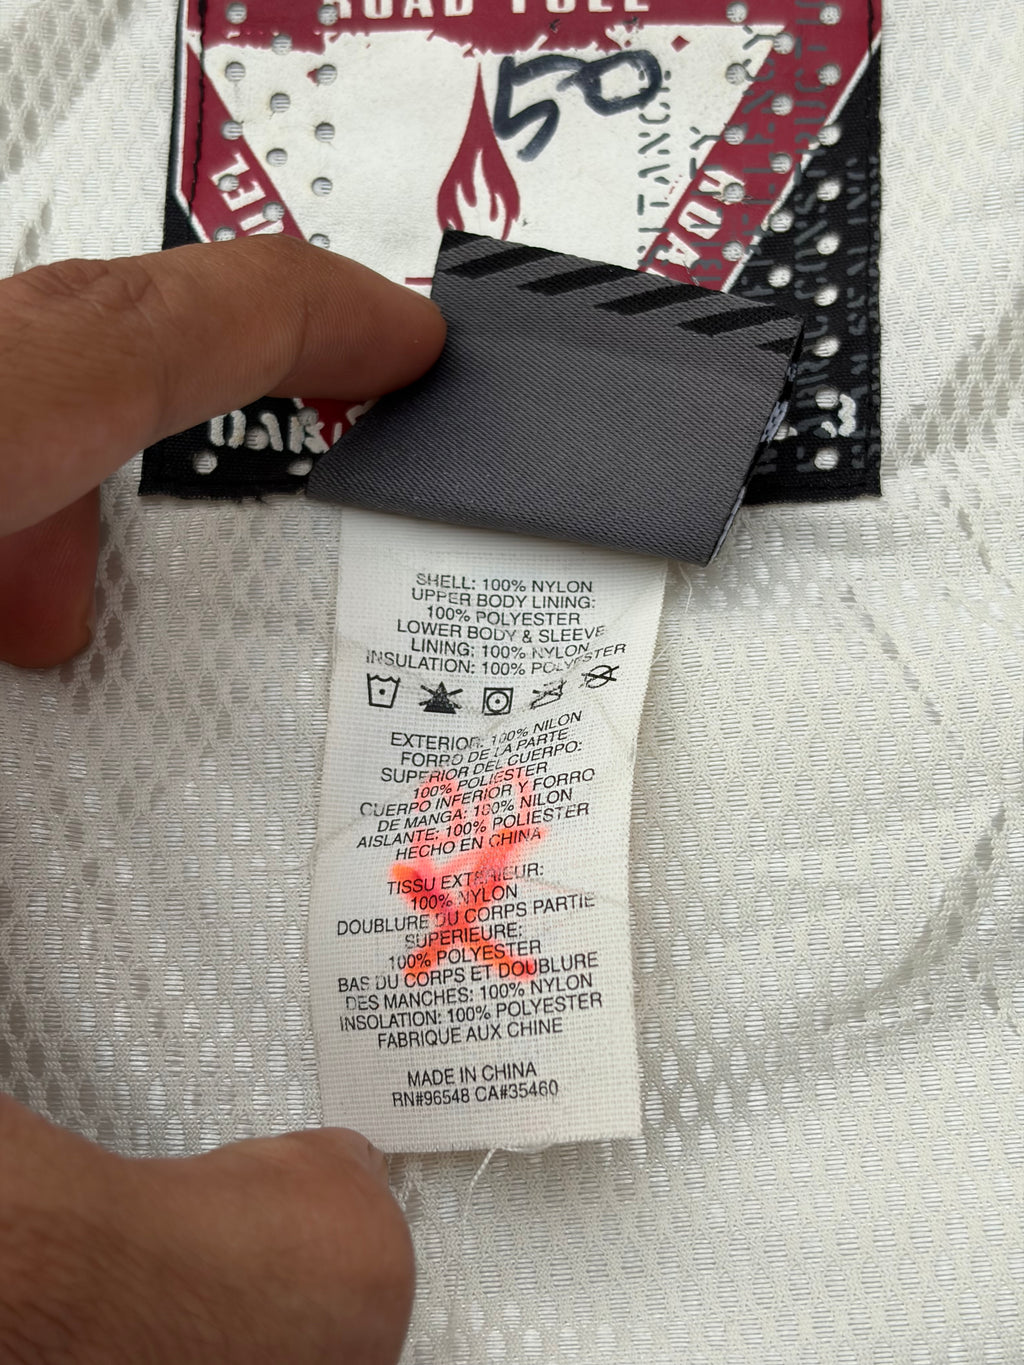 ROAD FUEL
50
FUEL
ROA
SHELL: 100% NYLON
UPPER BODY LINING:
100% POLYESTER
LOWER BODY & SLEEVE
LINING: 100% NYLON
INSULATION: 100% POLYESTER
EXTERIOR: 100% NILON
FORRO DE LA PARTE
SUPERIOR DEL CUERPO:
100% POLIESTER
CUERPO INFERIOR Y FORRO
DE MANGA: 100% NILON
AISLANTE: 100% POLIESTER
HECHO EN CHINA
TISSU EXTERIEUR:
100% NYLON
DOUBLURE DU CORPS PARTIE
SUPERIEURE:
100% POLYESTER
BAS DU CORPS ET DOUBLURE
DES MANCHES: 100% NYLON
INSOLATION: 100% POLYESTER
FABRIQUE AUX CHINE
MADE IN CHINA
RN#96548 CA#35460